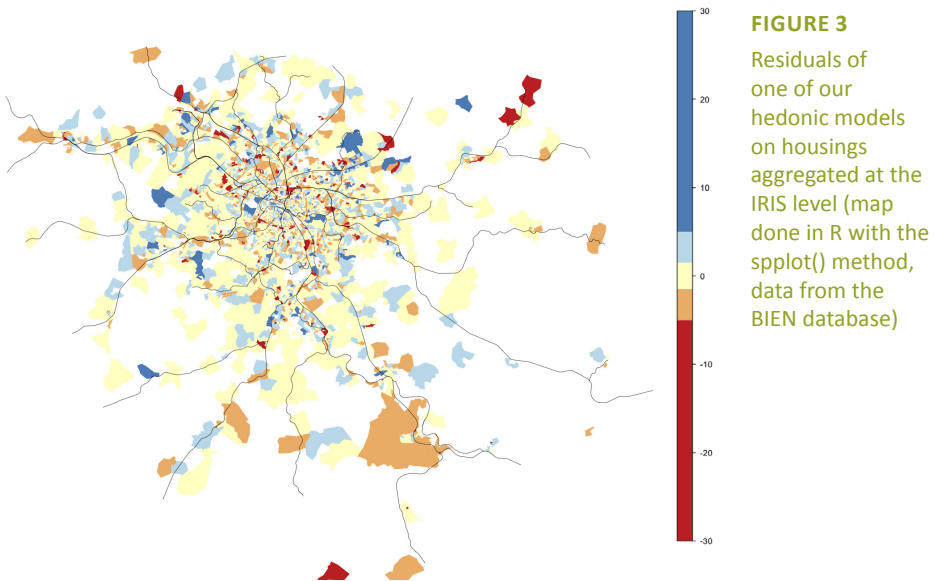 30
20
10
0
-10
-20
-30
FIGURE 3
Residuals of
one of our
hedonic models
on housings
aggregated at the
IRIS level (map
done in R with the
spplot() method,
data from the
BIEN database)